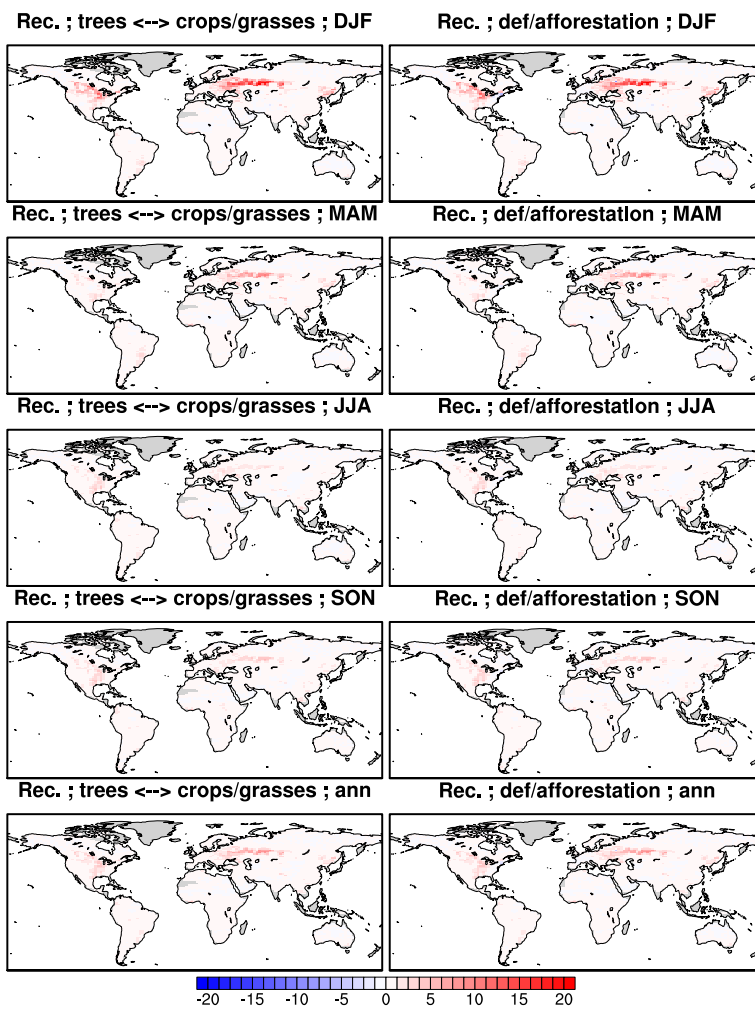 Rec. ; trees <--> crops/grasses ; DJF Rec. ; def/afforestation ; DJF
Rec. ; trees <--> crops/grasses ; MAM Rec. ; def/afforestation ; MAM
Rec. ; trees <--> crops/grasses ; JJA Rec. ; def/afforestation ; JJA
Rec. ; trees <--> crops/grasses ; SON Rec. ; def/afforestation ; SON
Rec. ; trees <--> crops/grasses ; ann Rec. ; def/afforestation ; ann
-20 -15 -10 -5 0 5 10 15 20